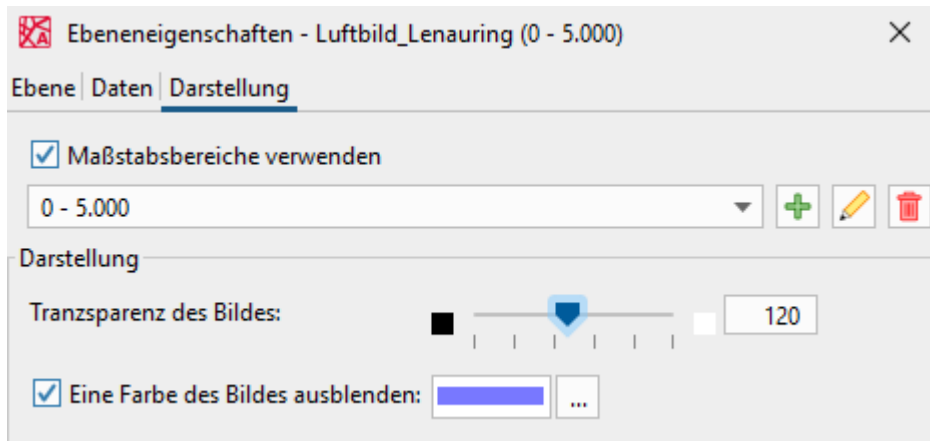 Ebeneneigenschaften - Luftbild_Lenauring (0 - 5.000)
Ebene Daten Darstellung
Maßstabsbereiche verwenden
0 - 5.000
Darstellung
Tranzsparenz des Bildes: 120
Eine Farbe des Bildes ausblenden: ...